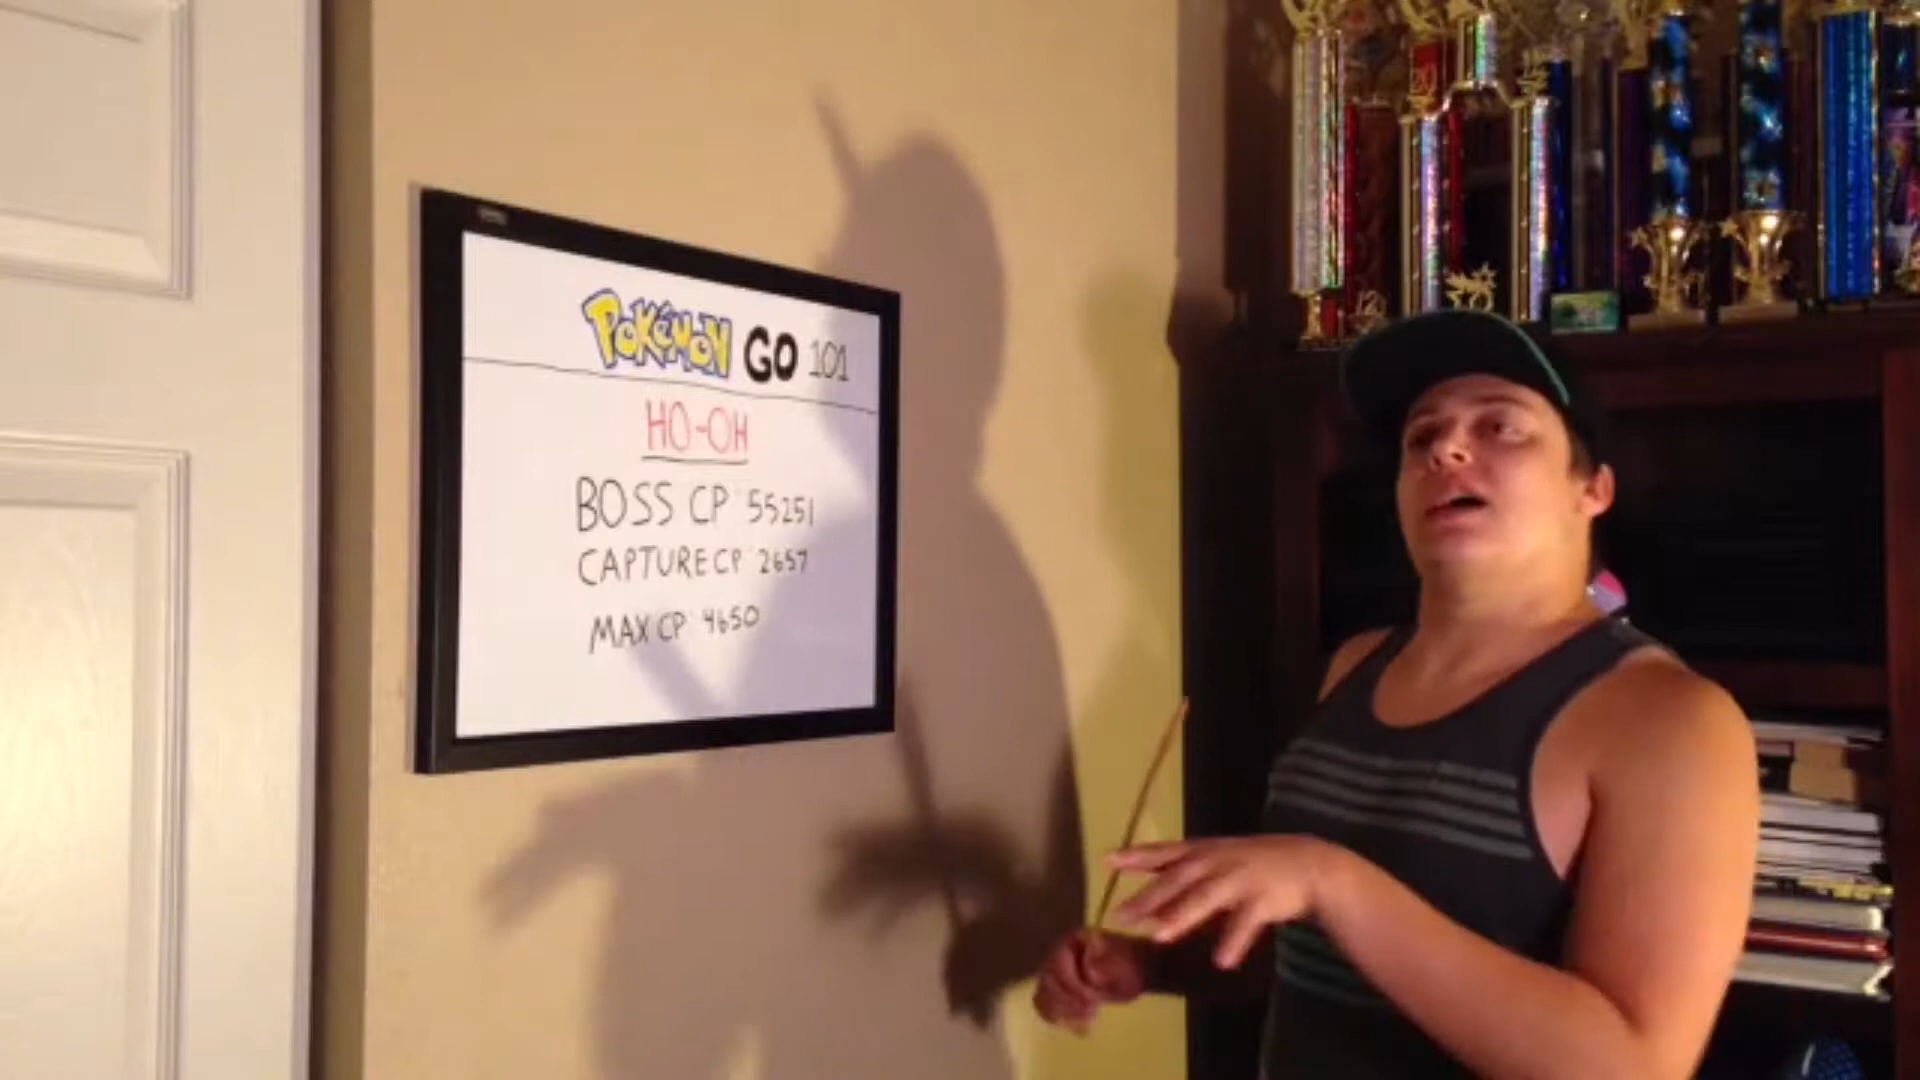 POKéMON GO 101
HO-OH
BOSS CP 55251
CAPTURE CP 2657
MAX CP 4650